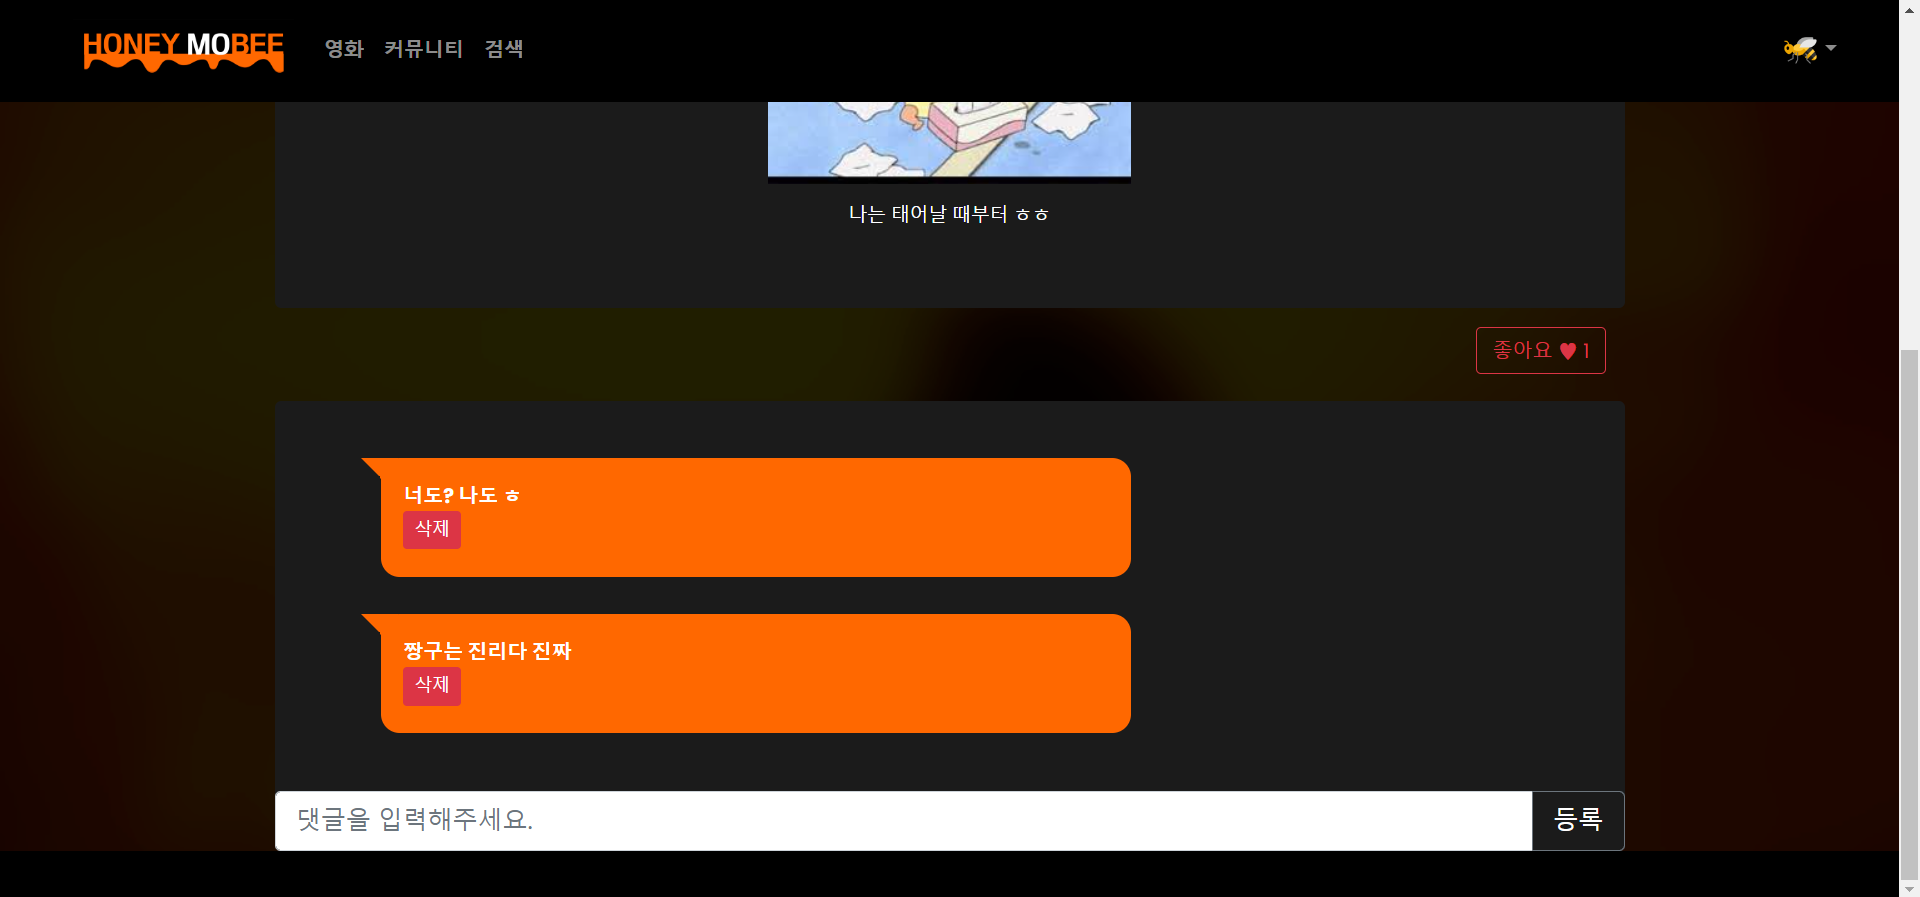 HONEY MOBEE
영화 커뮤니티 검색
나는 태어날 때부터 ㅎㅎ
좋아요 ♥ 1
너도? 나도 ㅎ
삭제
짱구는 진리다 진짜
삭제
댓글을 입력해주세요.
등록